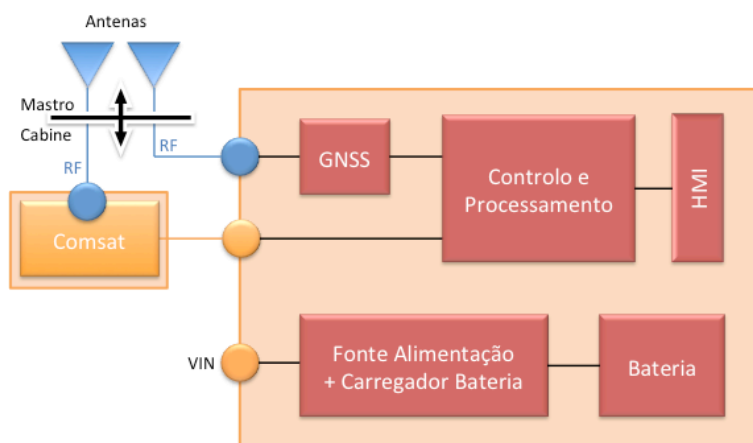 Antenas
Mastro
Cabine
RF
RF
GNSS
Controlo e
Processamento
HMI
Comsat
VIN
Fonte Alimentação
+ Carregador Bateria
Bateria